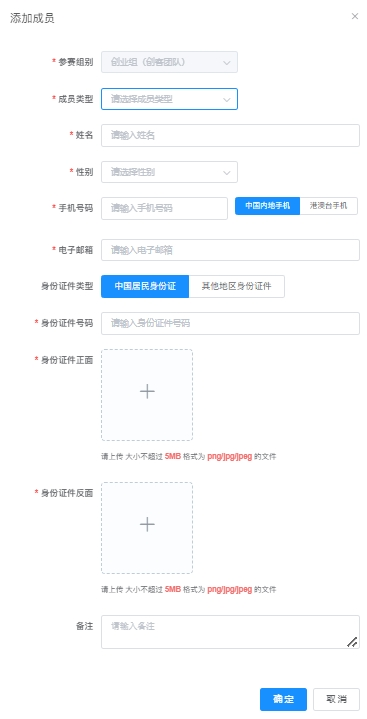 添加成员
* 参赛组别 创业组（创客团队）
* 成员类型 请选择成员类型
* 姓名 请输入姓名
* 性别 请选择性别
* 手机号码 请输入手机号码 中国内地手机 港澳台手机
* 电子邮箱 请输入电子邮箱
身份证件类型 中国居民身份证 其他地区身份证件
* 身份证件号码 请输入身份证件号码
* 身份证件正面
请上传 大小不超过 5MB 格式为 png/jpg/jpeg 的文件
* 身份证件反面
请上传 大小不超过 5MB 格式为 png/jpg/jpeg 的文件
备注 请输入备注
确定 取消